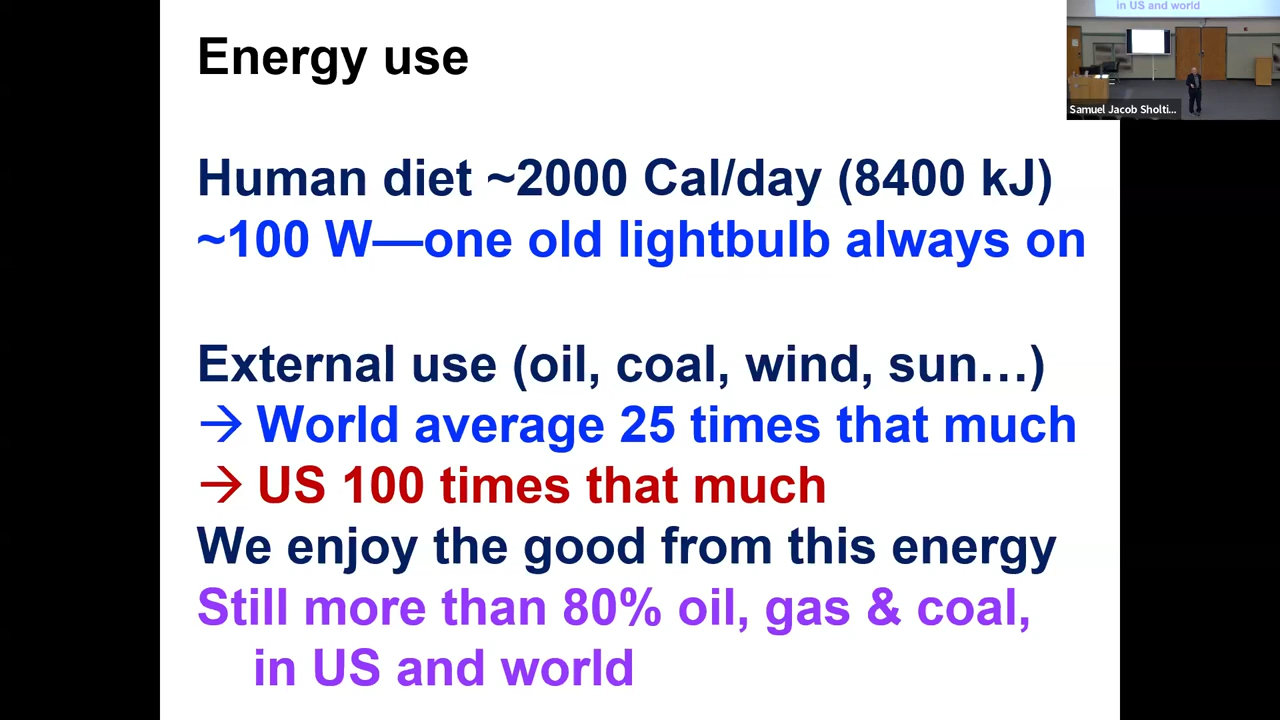 Energy use
Human diet ~2000 Cal/day (8400 kJ)
~100 W—one old lightbulb always on
External use (oil, coal, wind, sun…)
→ World average 25 times that much
→ US 100 times that much
We enjoy the good from this energy
Still more than 80% oil, gas & coal,
in US and world
in US and world
Samuel Jacob Sholti...